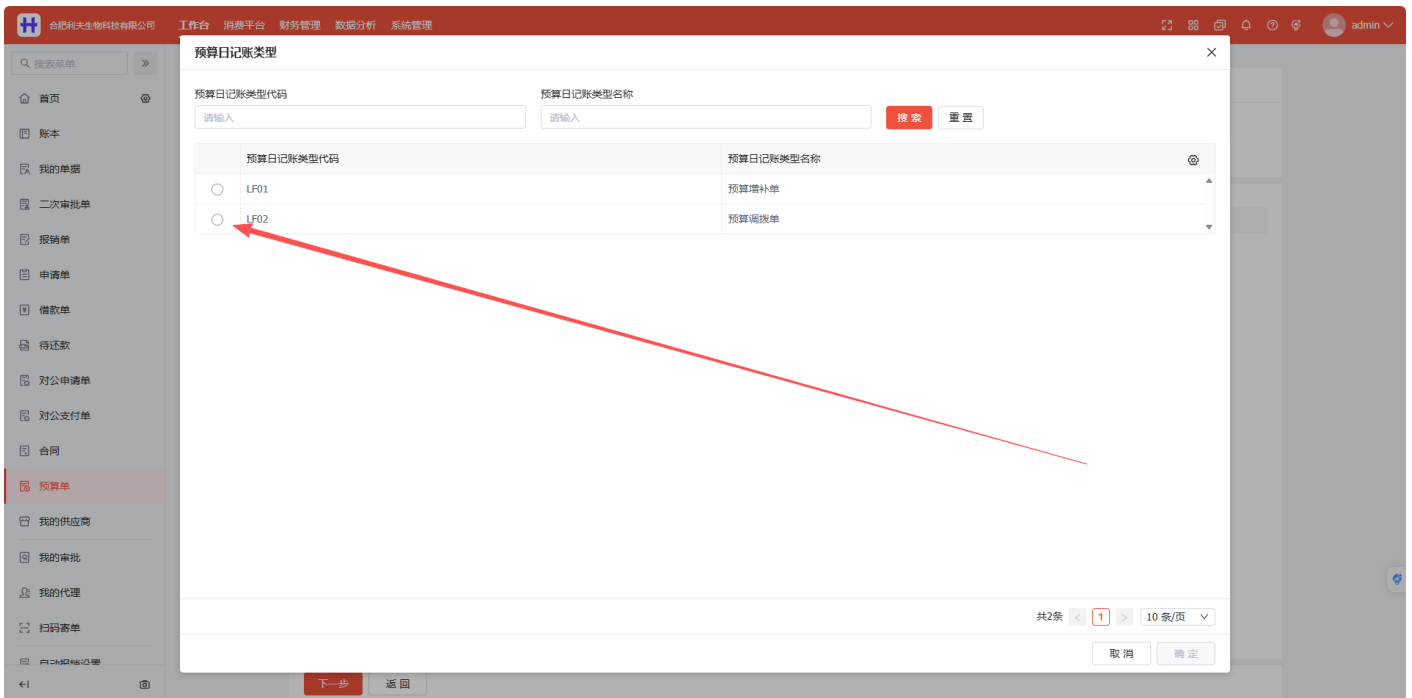 合肥利夫生物科技有限公司 工作台 消费平台 财务管理 数据分析 系统管理 admin
搜索菜单
首页
账本
我的单据
二次审批单
报销单
申请单
借款单
待还款
对公申请单
对公支付单
合同
预算单
我的供应商
我的审批
我的代理
扫码寄单
自动报销设置
预算日记账类型
预算日记账类型代码 预算日记账类型名称
请输入 请输入 搜索 重置
预算日记账类型代码 预算日记账类型名称
LF01 预算增补单
LF02 预算调拨单
共2条 < 1 > 10 条/页
取消 确定
下一步 返回